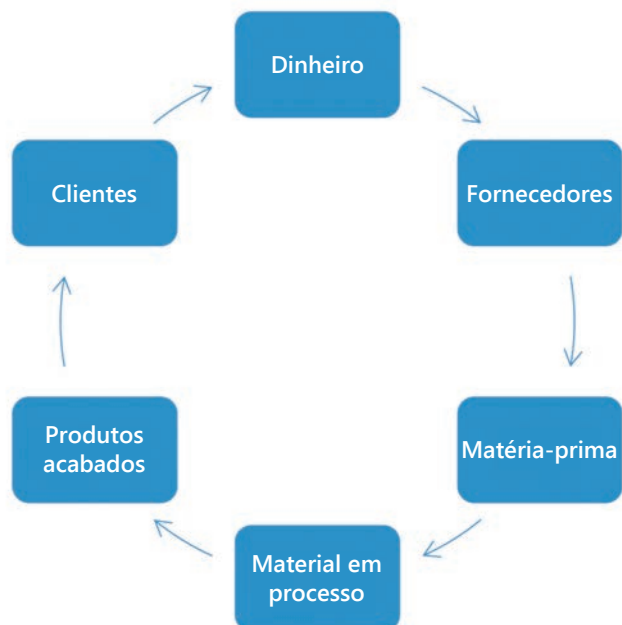 Dinheiro
Fornecedores
Matéria-prima
Material em
processo
Produtos
acabados
Clientes